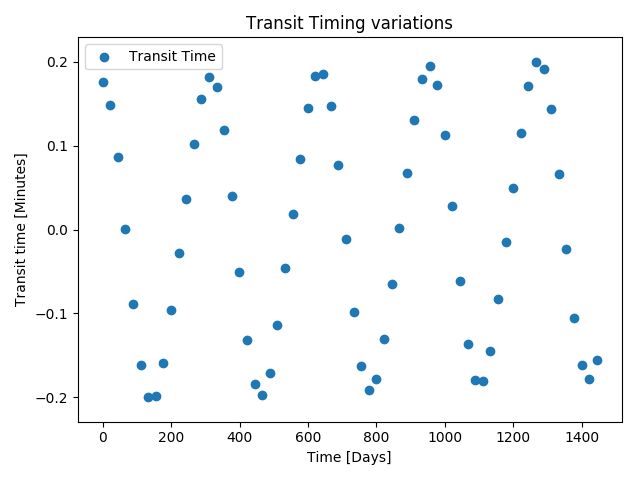 Transit Timing variations
Transit Time
0.2
0.1
0.0
−0.1
−0.2
Transit time [Minutes]
0 200 400 600 800 1000 1200 1400
Time [Days]